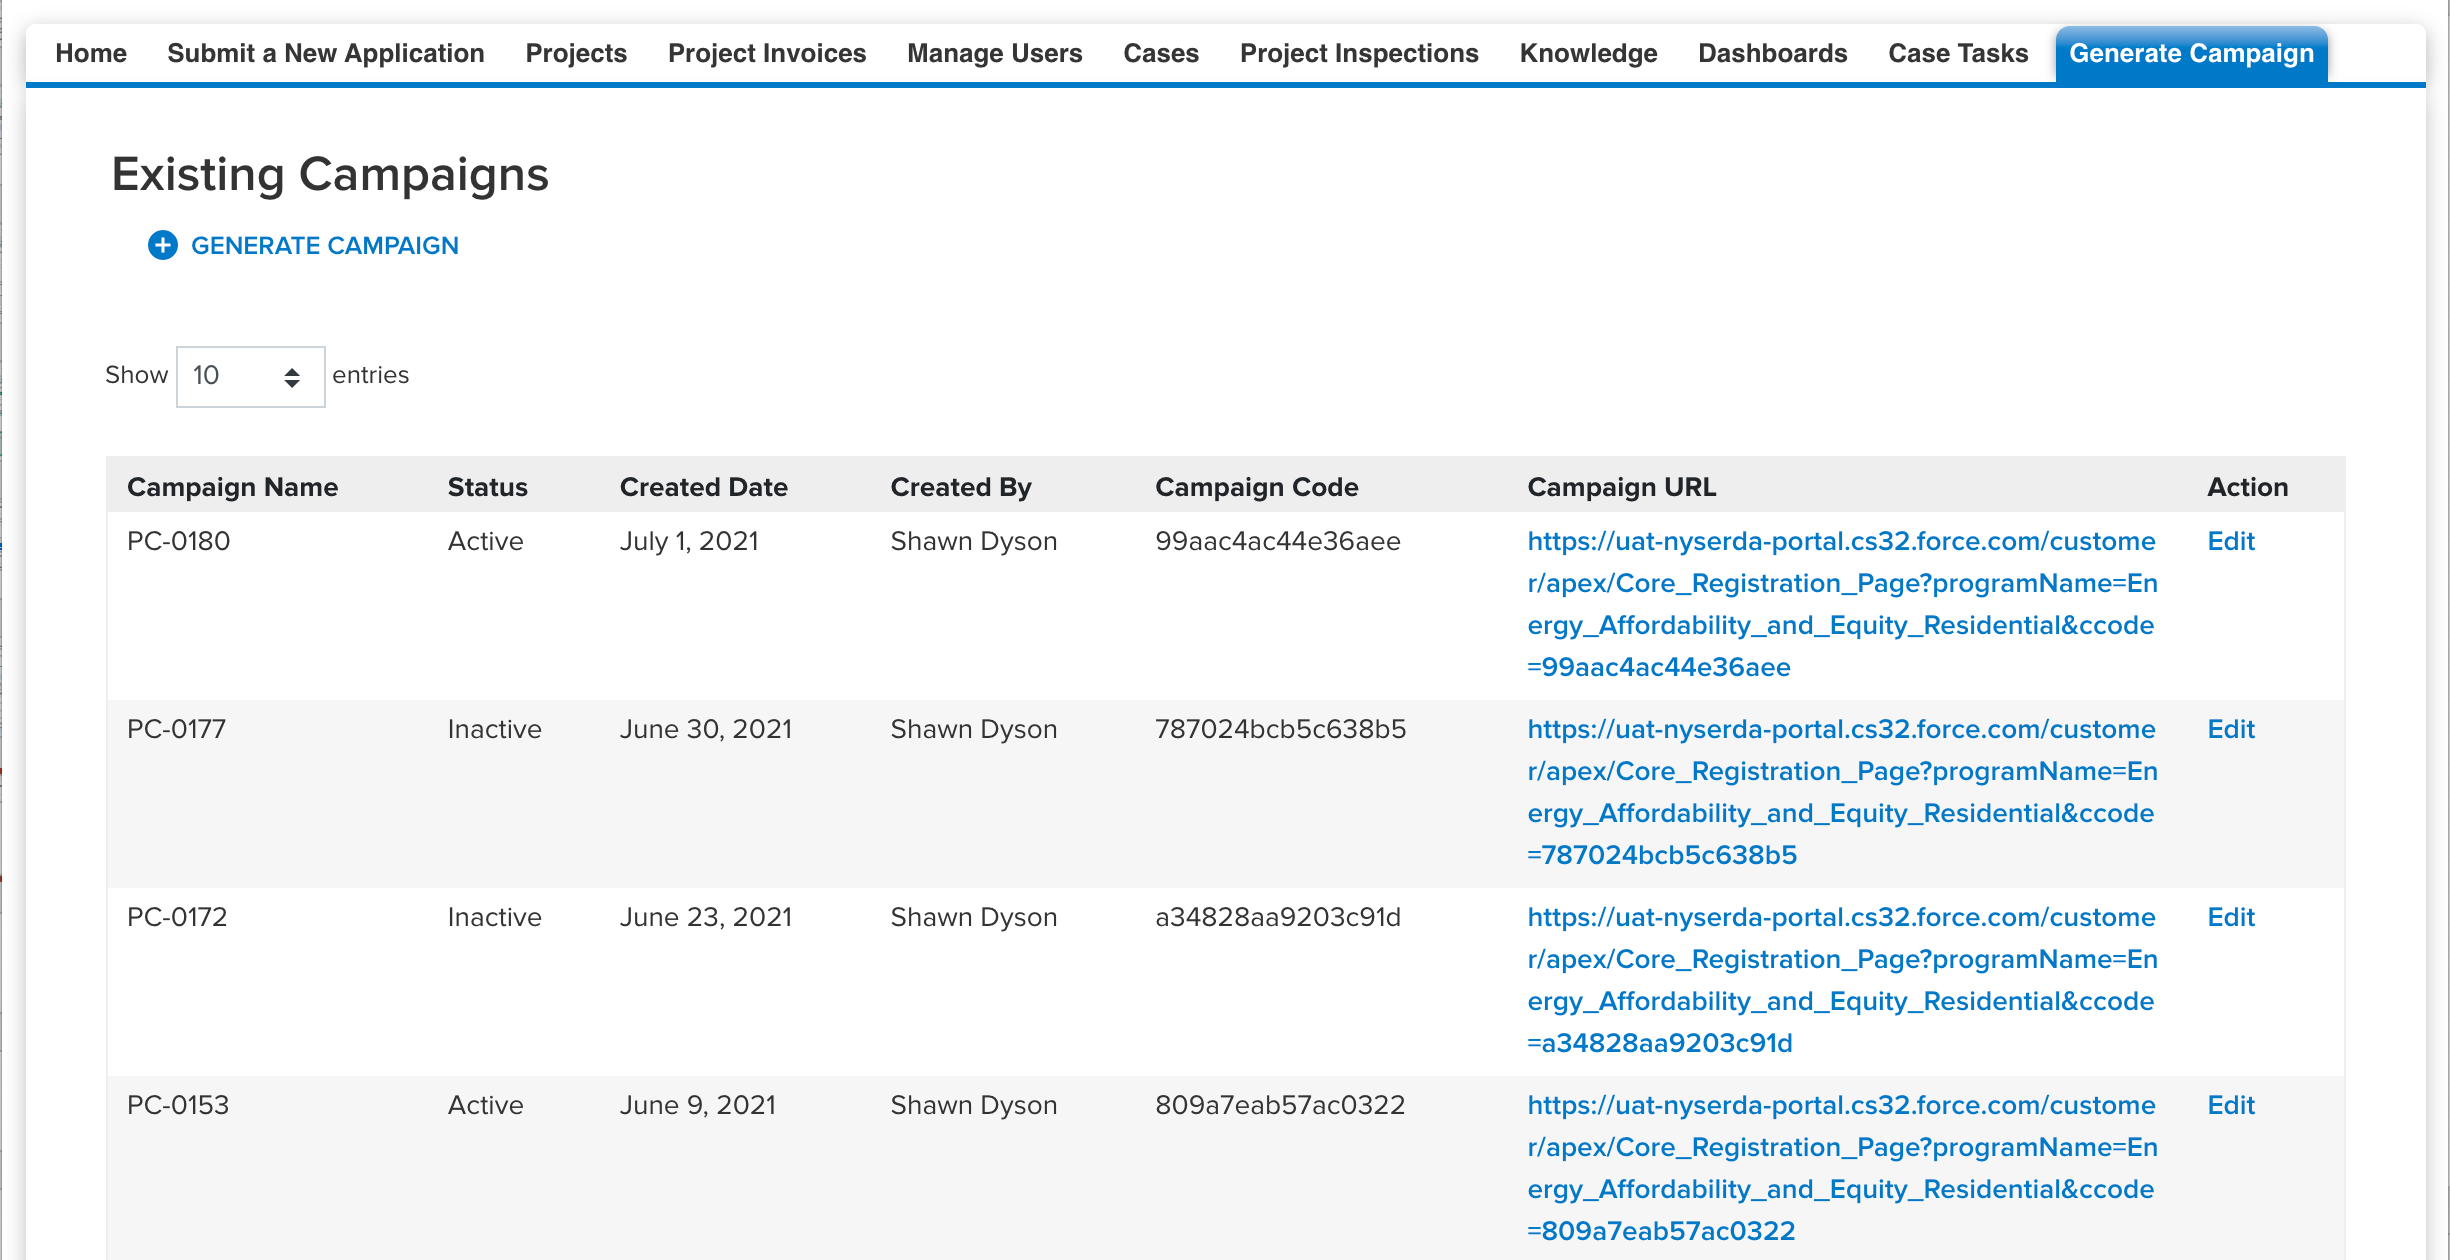 Home Submit a New Application Projects Project Invoices Manage Users Cases Project Inspections Knowledge Dashboards Case Tasks Generate Campaign
Existing Campaigns
GENERATE CAMPAIGN
Show 10 entries
Campaign Name Status Created Date Created By Campaign Code Campaign URL Action
PC-0180 Active July 1, 2021 Shawn Dyson 99aac4ac44e36aee https://uat-nyserda-portal.cs32.force.com/custome Edit
r/apex/Core_Registration_Page?programName=En
ergy_Affordability_and_Equity_Residential&ccode
=99aac4ac44e36aee
PC-0177 Inactive June 30, 2021 Shawn Dyson 787024bcb5c638b5 https://uat-nyserda-portal.cs32.force.com/custome Edit
r/apex/Core_Registration_Page?programName=En
ergy_Affordability_and_Equity_Residential&ccode
=787024bcb5c638b5
PC-0172 Inactive June 23, 2021 Shawn Dyson a34828aa9203c91d https://uat-nyserda-portal.cs32.force.com/custome Edit
r/apex/Core_Registration_Page?programName=En
ergy_Affordability_and_Equity_Residential&ccode
=a34828aa9203c91d
PC-0153 Active June 9, 2021 Shawn Dyson 809a7eab57ac0322 https://uat-nyserda-portal.cs32.force.com/custome Edit
r/apex/Core_Registration_Page?programName=En
ergy_Affordability_and_Equity_Residential&ccode
=809a7eab57ac0322